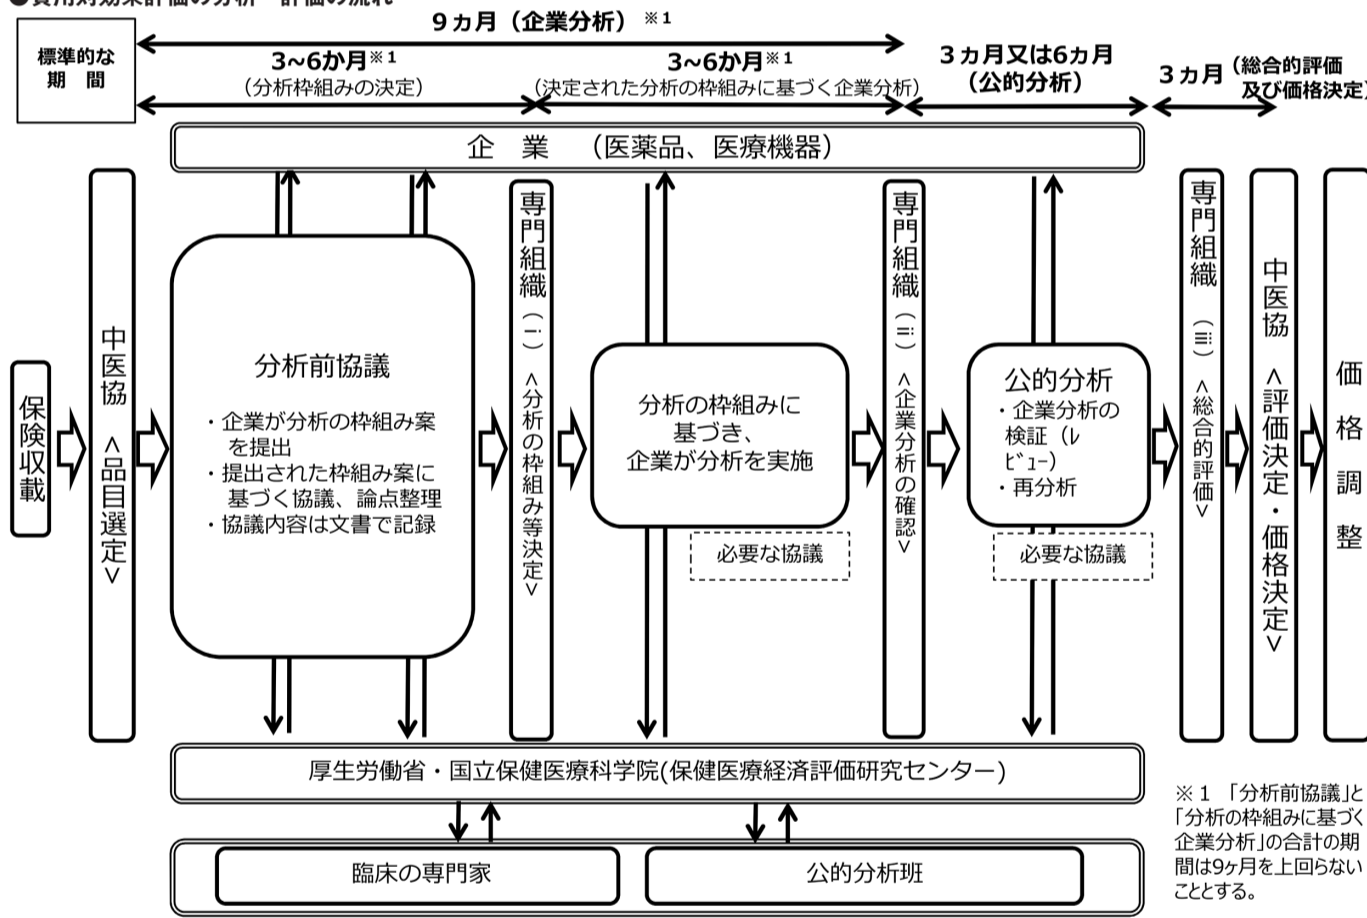 ●費用対効果評価の分析・評価の流れ
標準的な
期 間
9ヵ月(企業分析) ※1
3~6か月※1
(分析枠組みの決定)
3~6か月※1
(決定された分析の枠組みに基づく企業分析)
3ヵ月又は6ヵ月
(公的分析)
3ヵ月
(総合的評価
及び価格決定)
企 業 (医薬品、医療機器)
保険収載
中医協 <品目選定>
分析前協議
・企業が分析の枠組み案
を提出
・提出された枠組み案に
基づく協議、論点整理
・協議内容は文書で記録
専門組織(ⅰ) <分析の枠組み等決定>
分析の枠組みに
基づき、
企業が分析を実施
必要な協議
専門組織(ⅱ) <企業分析の確認>
公的分析
・企業分析の
検証(レ
ビュー)
・再分析
必要な協議
専門組織 (ⅲ) <総合的評価>
中医協 <評価決定・価格決定>
価格調整
厚生労働省・国立保健医療科学院(保健医療経済評価研究センター)
臨床の専門家
公的分析班
※1 「分析前協議」と
「分析の枠組みに基づく
企業分析」の合計の期
間は9ヶ月を上回らない
こととする。